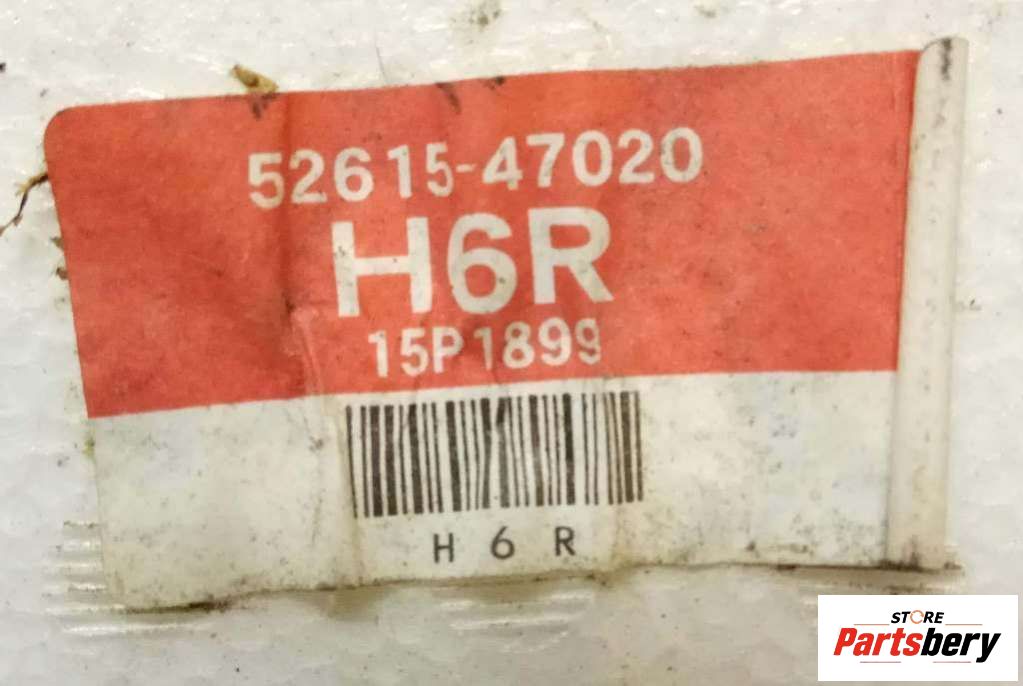 52615-47020
H6R
15P1899
H 6 R
STORE
Partsbery